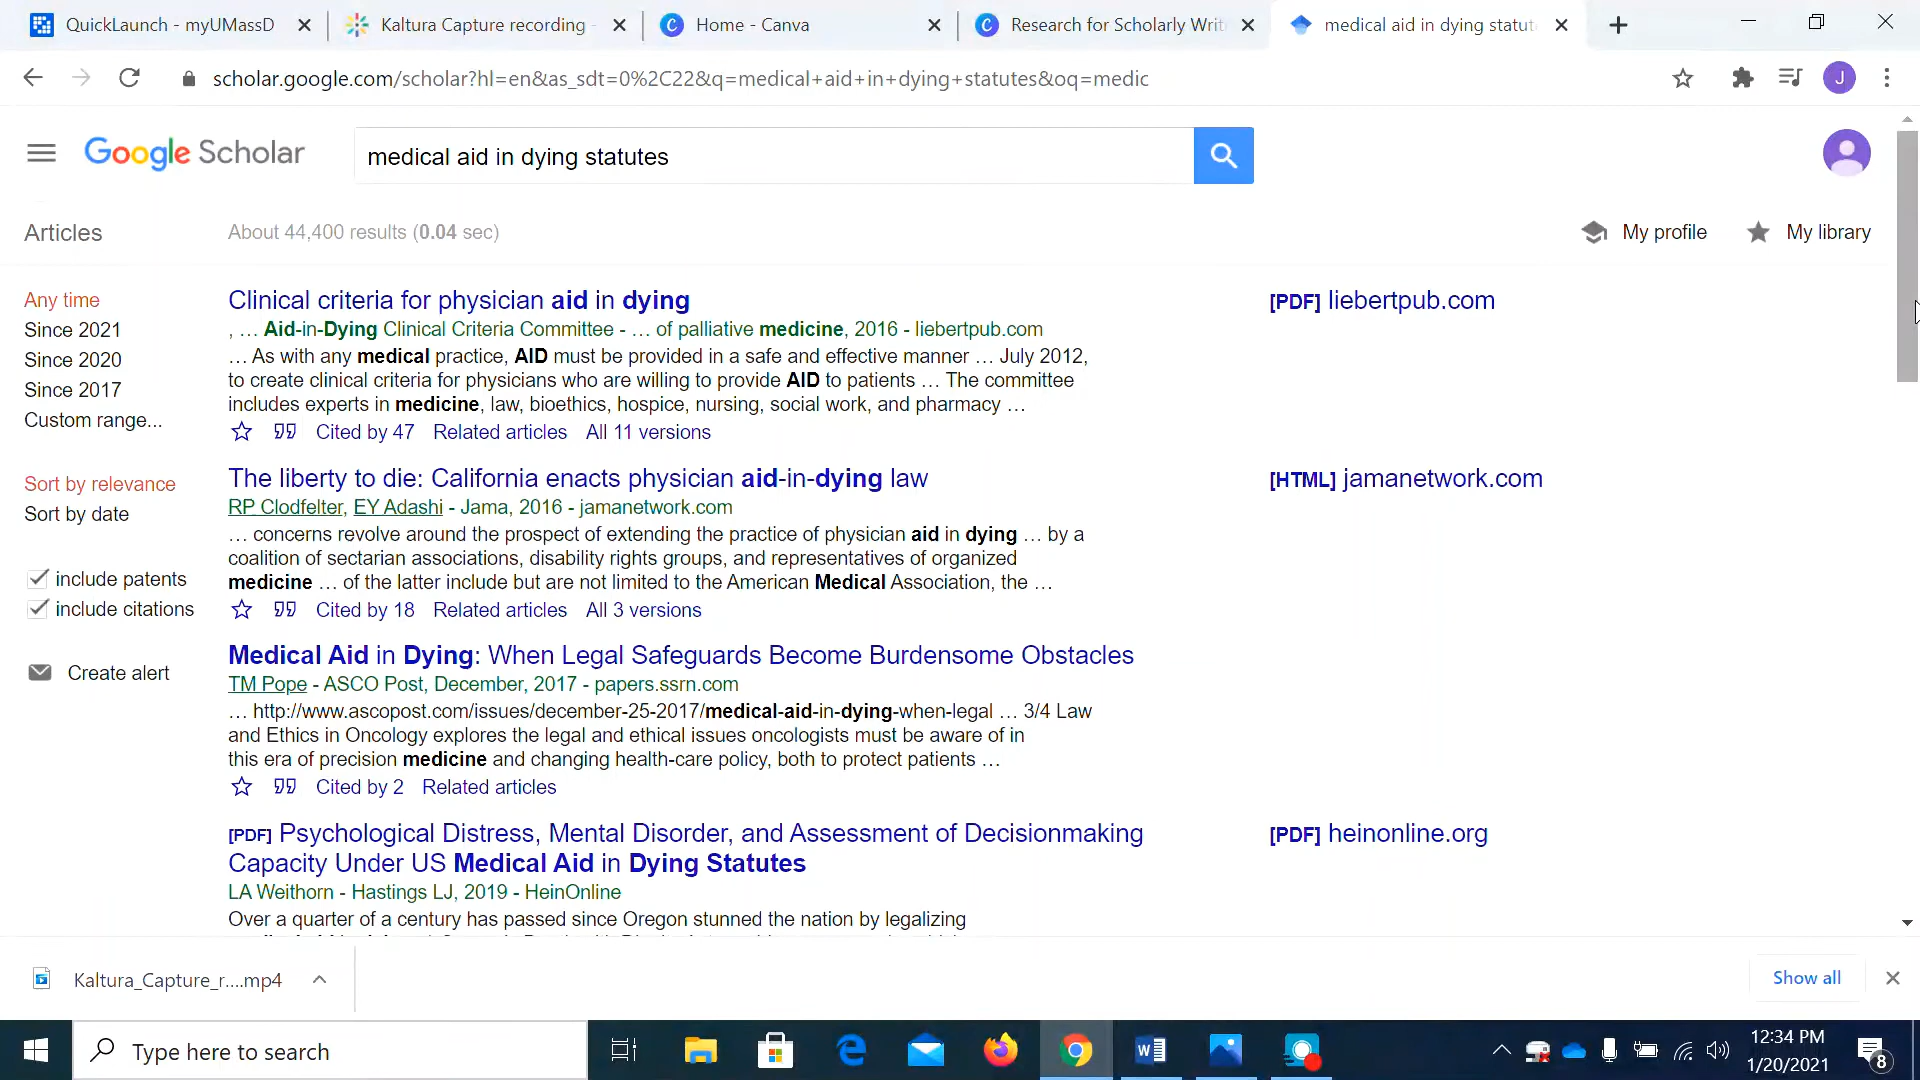 QuickLaunch - myUMassD
Kaltura Capture recording -
Home - Canva
Research for Scholarly Writ
medical aid in dying statut
scholar.google.com/scholar?hl=en&as_sdt=0%2C22&q=medical+aid+in+dying+statutes&oq=medic
J
Google Scholar
medical aid in dying statutes
Articles
About 44,400 results (0.04 sec)
My profile
My library
Any time
Since 2021
Since 2020
Since 2017
Custom range...
Sort by relevance
Sort by date
include patents
include citations
Create alert
Clinical criteria for physician aid in dying
[PDF] liebertpub.com
, … Aid-in-Dying Clinical Criteria Committee - … of palliative medicine, 2016 - liebertpub.com
… As with any medical practice, AID must be provided in a safe and effective manner … July 2012,
to create clinical criteria for physicians who are willing to provide AID to patients … The committee
includes experts in medicine, law, bioethics, hospice, nursing, social work, and pharmacy …
Cited by 47 Related articles All 11 versions
The liberty to die: California enacts physician aid-in-dying law
[HTML] jamanetwork.com
RP Clodfelter, EY Adashi - Jama, 2016 - jamanetwork.com
… concerns revolve around the prospect of extending the practice of physician aid in dying … by a
coalition of sectarian associations, disability rights groups, and representatives of organized
medicine … of the latter include but are not limited to the American Medical Association, the …
Cited by 18 Related articles All 3 versions
Medical Aid in Dying: When Legal Safeguards Become Burdensome Obstacles
TM Pope - ASCO Post, December, 2017 - papers.ssrn.com
… http://www.ascopost.com/issues/december-25-2017/medical-aid-in-dying-when-legal … 3/4 Law
and Ethics in Oncology explores the legal and ethical issues oncologists must be aware of in
this era of precision medicine and changing health-care policy, both to protect patients …
Cited by 2 Related articles
[PDF] Psychological Distress, Mental Disorder, and Assessment of Decisionmaking
Capacity Under US Medical Aid in Dying Statutes
[PDF] heinonline.org
LA Weithorn - Hastings LJ, 2019 - HeinOnline
Over a quarter of a century has passed since Oregon stunned the nation by legalizing
Kaltura_Capture_r....mp4
Show all
Type here to search
12:34 PM
1/20/2021
8